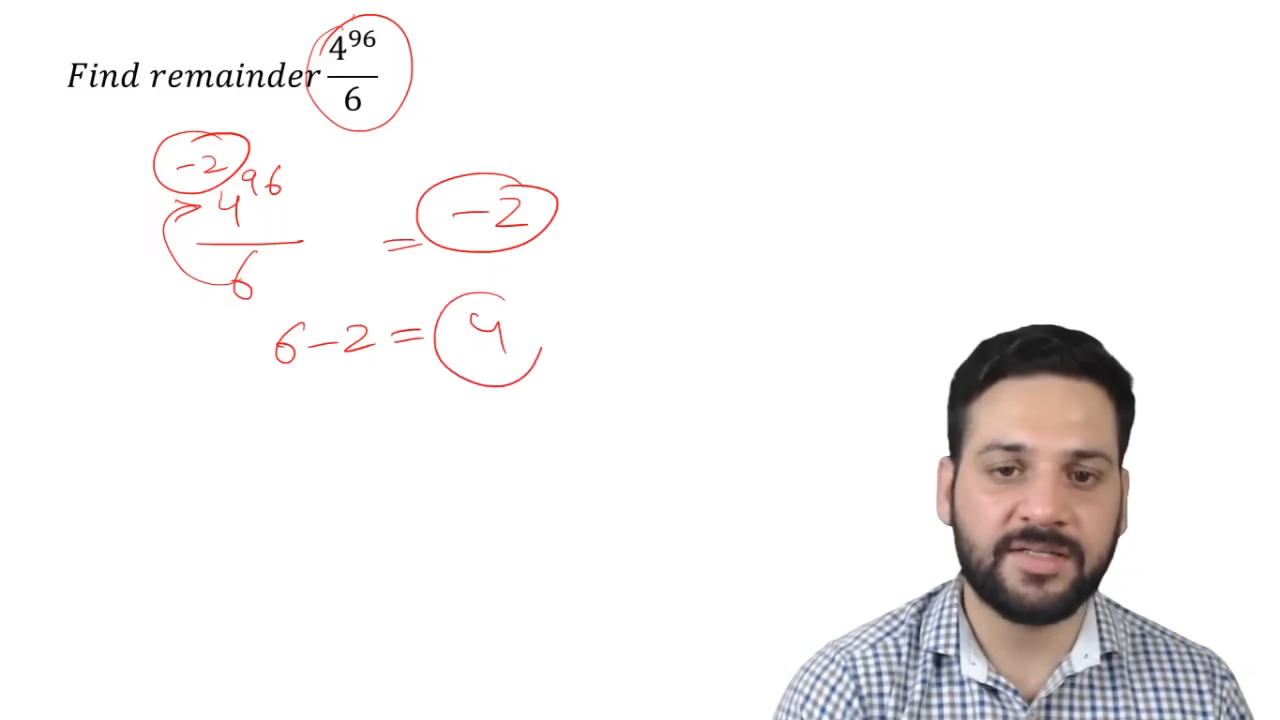 Find remainder 4^96/6
-2
4^96/6 = -2
6-2=4